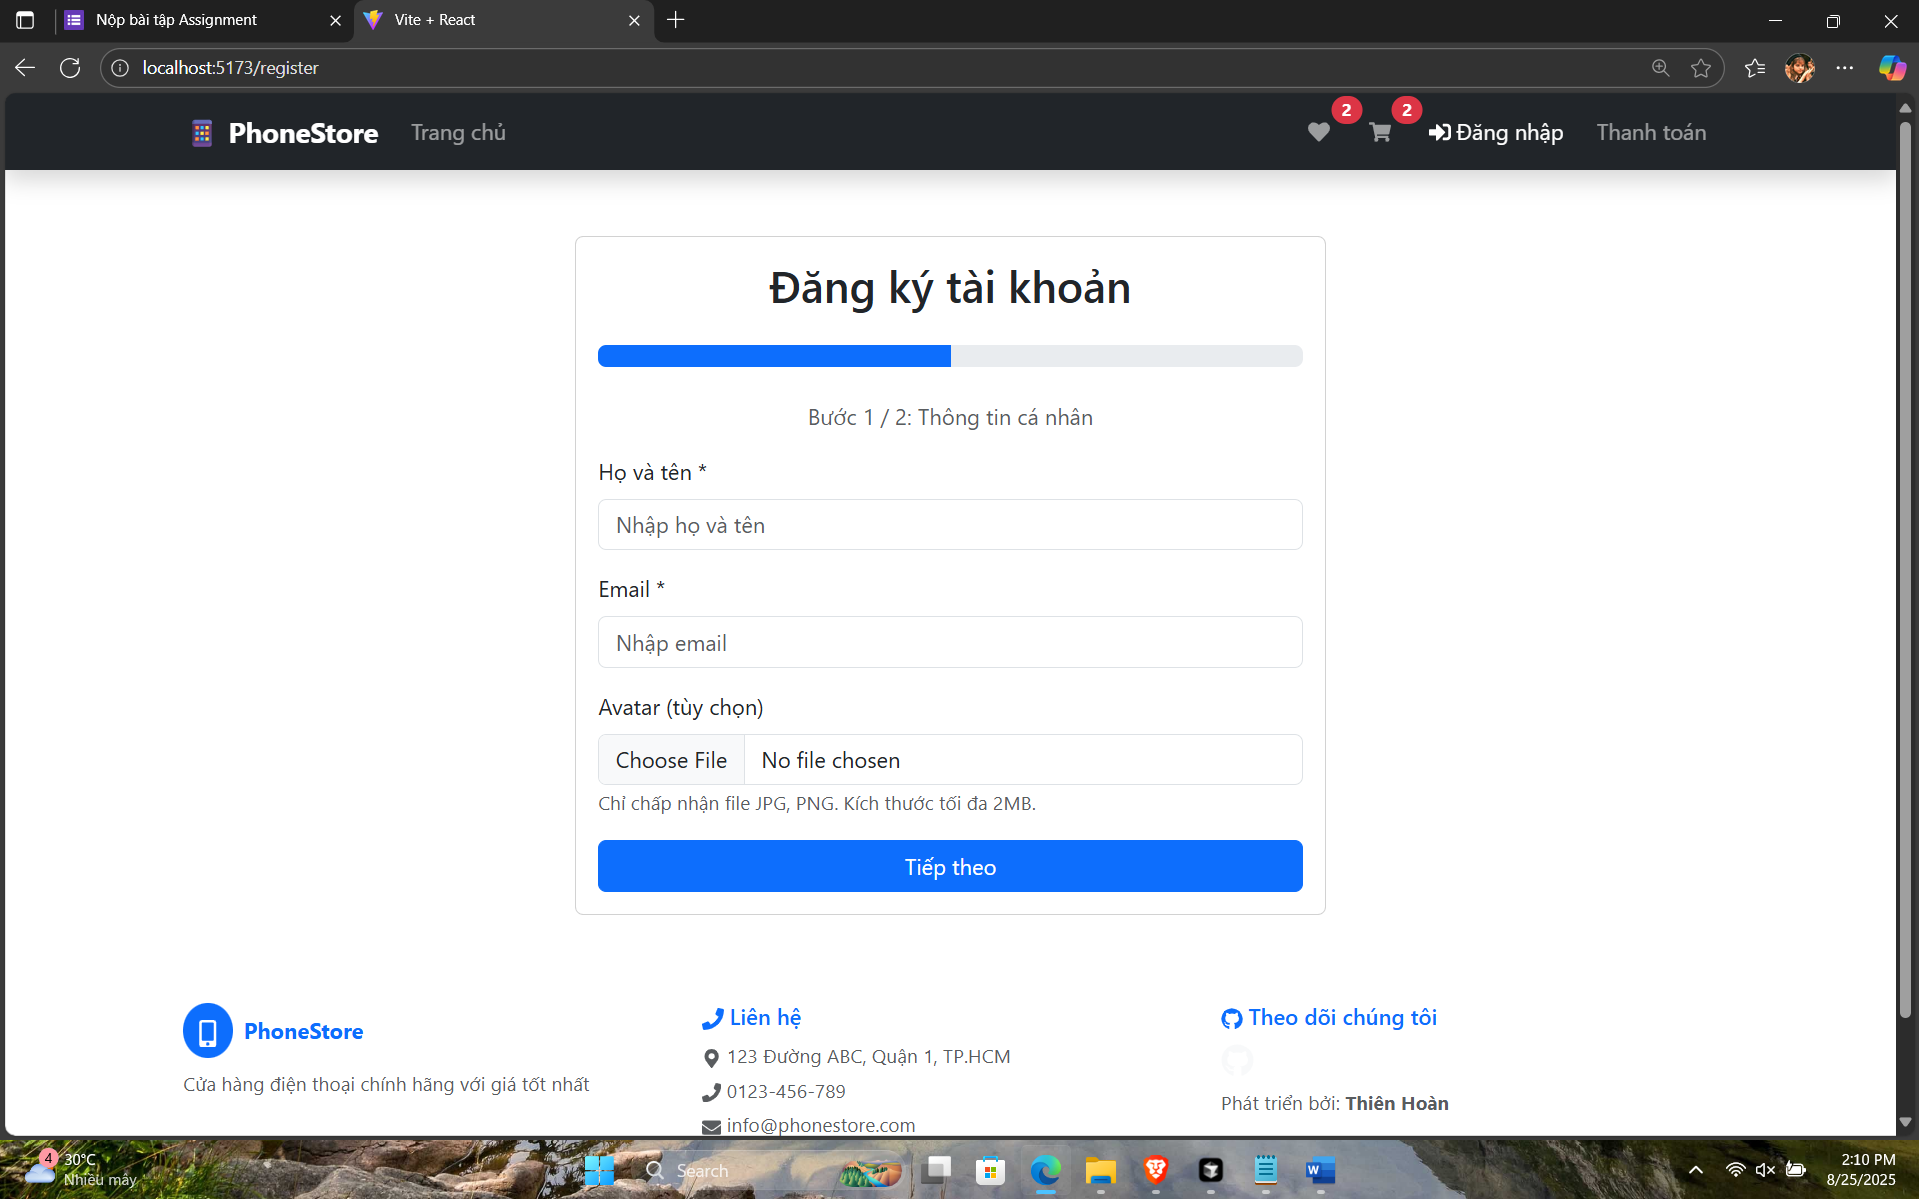 Nộp bài tập Assignment
Vite + React
localhost:5173/register
PhoneStore
Trang chủ
2
2
Đăng nhập
Thanh toán
Đăng ký tài khoản
Bước 1 / 2: Thông tin cá nhân
Họ và tên *
Nhập họ và tên
Email *
Nhập email
Avatar (tùy chọn)
Choose File
No file chosen
Chỉ chấp nhận file JPG, PNG. Kích thước tối đa 2MB.
Tiếp theo
PhoneStore
Cửa hàng điện thoại chính hãng với giá tốt nhất
Liên hệ
123 Đường ABC, Quận 1, TP.HCM
0123-456-789
info@phonestore.com
Theo dõi chúng tôi
Phát triển bởi: Thiên Hoàn
4
30°C
Nhiều mây
Search
2:10 PM
8/25/2025